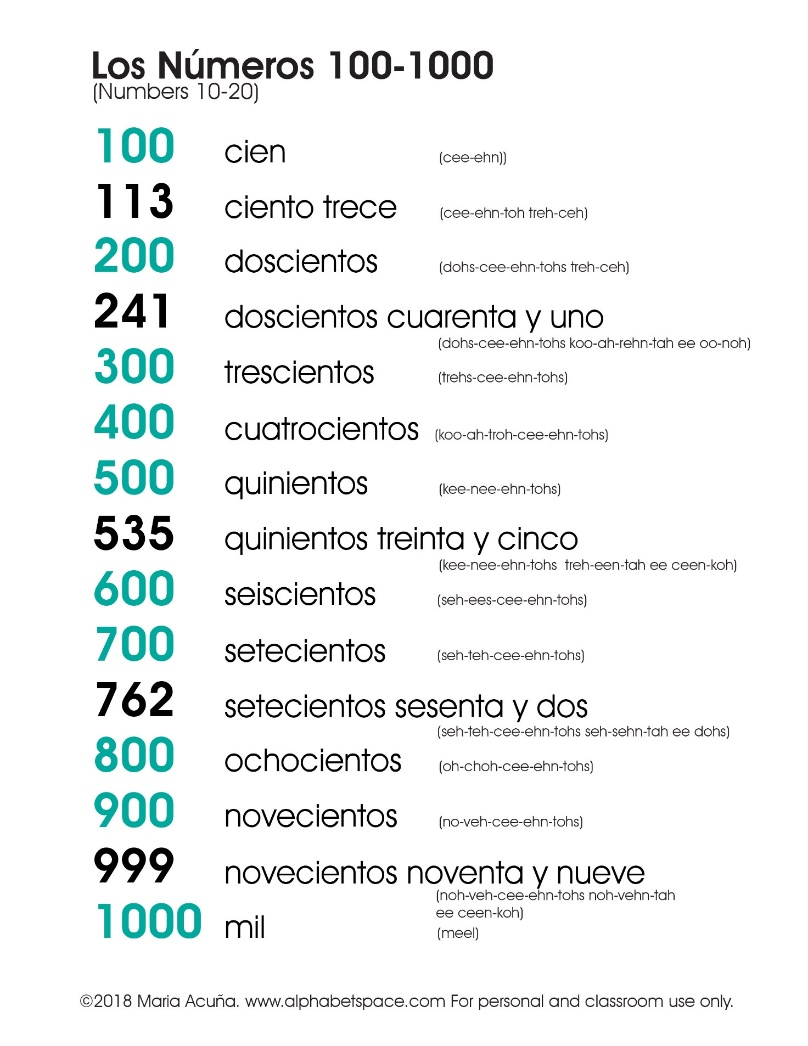 Los Números 100-1000
(Numbers 10-20)
100 cien (cee-ehn))
113 ciento trece (cee-ehn-toh treh-ceh)
200 doscientos (dohs-cee-ehn-tohs treh-ceh)
241 doscientos cuarenta y uno
(dohs-cee-ehn-tohs koo-ah-rehn-tah ee oo-noh)
300 trescientos (trehs-cee-ehn-tohs)
400 cuatrocientos (koo-ah-troh-cee-ehn-tohs)
500 quinientos (kee-nee-ehn-tohs)
535 quinientos treinta y cinco
(kee-nee-ehn-tohs treh-een-tah ee ceen-koh)
600 seiscientos (seh-ees-cee-ehn-tohs)
700 setecientos (seh-teh-cee-ehn-tohs)
762 setecientos sesenta y dos
(seh-teh-cee-ehn-tohs seh-sehn-tah ee dohs)
800 ochocientos (oh-choh-cee-ehn-tohs)
900 novecientos (no-veh-cee-ehn-tohs)
999 novecientos noventa y nueve
(noh-veh-cee-ehn-tohs noh-vehn-tah
ee ceen-koh)
1000 mil (meel)
©2018 Maria Acuña. www.alphabetspace.com For personal and classroom use only.